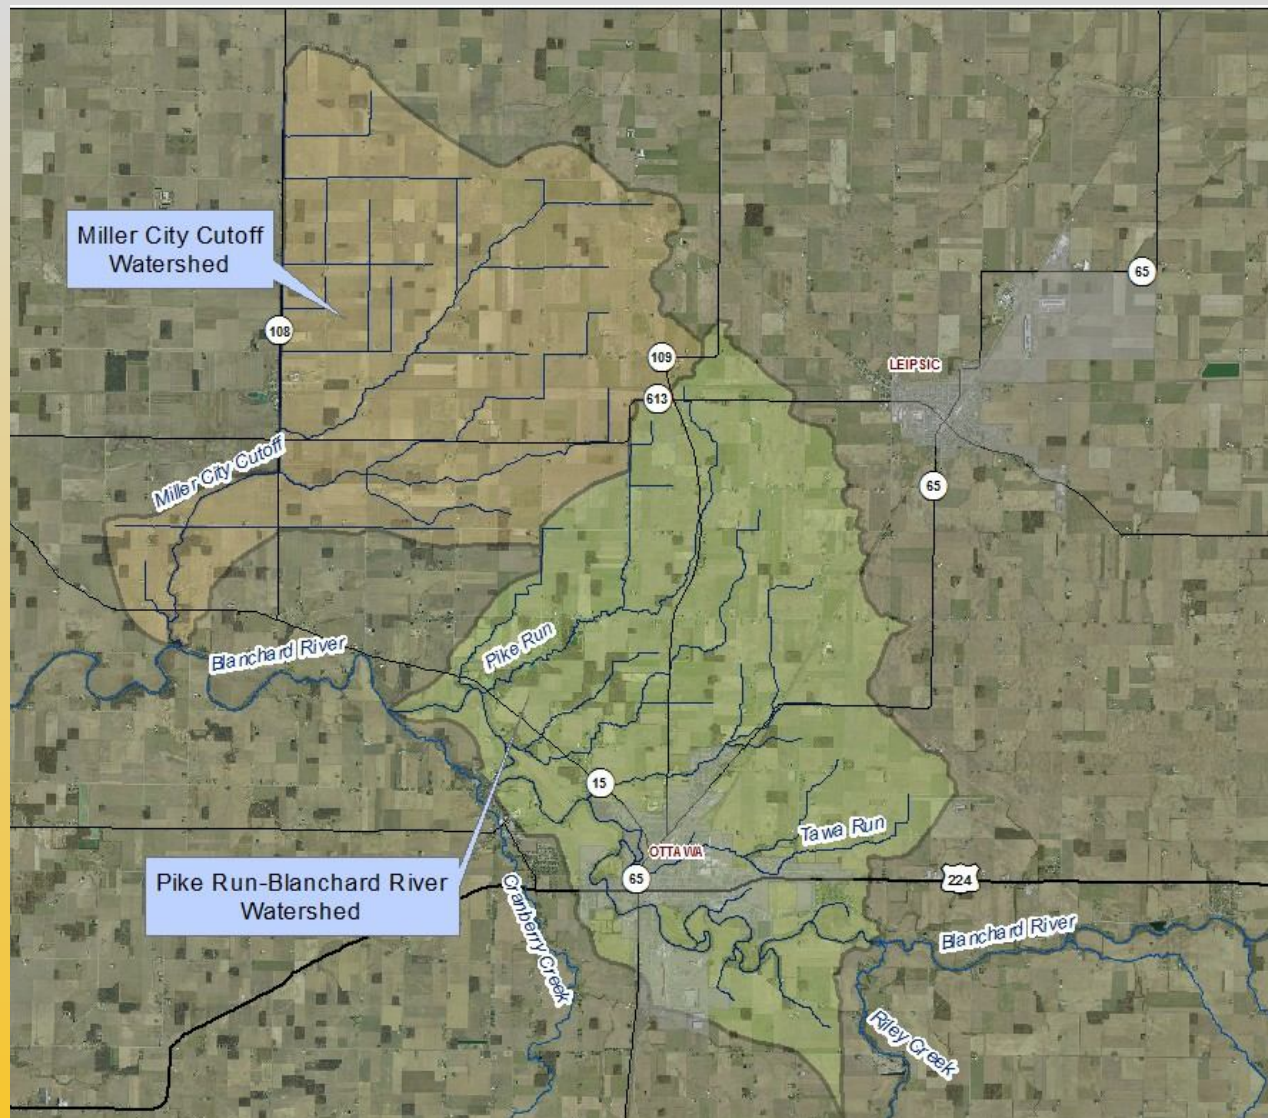 Miller City Cutoff
Watershed
65
108
109
LEIPSIC
613
Miller City Cutoff
65
Pike Run
Blanchard River
15
Tawa Run
OTTAWA
65
224
Pike Run-Blanchard River
Watershed
Cranberry Creek
Blanchard River
Riley Creek